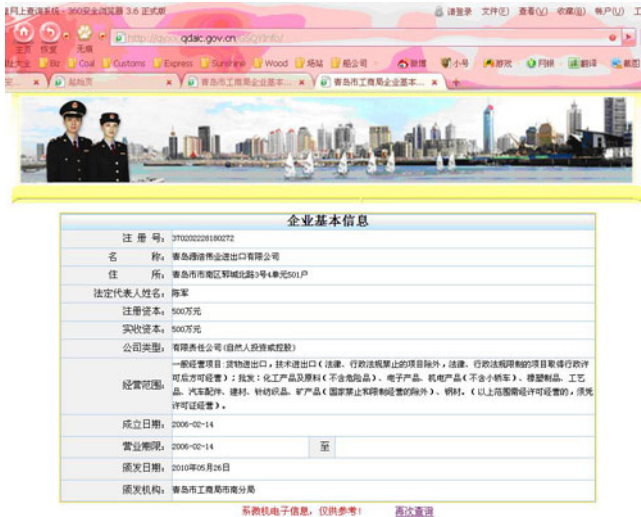 网上查询系统 - 360安全浏览器 3.6 正式版
请登录 文件(F) 查看(V) 收藏(B) 帐户(U) 工
主页 恢复 无痕
qdaic.gov.cn
Biz Coal Customs Express Sunshine Wood 场站 船公司 新微 小号 网游戏 网银 翻译 截图
起始页 青岛市工商局企业基本... 青岛市工商局企业基本...
企业基本信息
注 册 号: 370202228180272
名 称: 进出口有限公司
住 所: 青岛市市南区郓城北路3号4单元501户
法定代表人姓名: 陈军
注册资本: 500万元
实收资本: 500万元
公司类型: 有限责任公司(自然人投资或控股)
一般经营项目:货物进出口,技术进出口(法律、行政法规禁止的项目除外,法律、行政法规限制的项目取得行政许
经营范围: 可后方可经营);批发:化工产品及原料(不含危险品)、电子产品、机电产品(不含小轿车)、橡塑制品、工艺
品、汽车配件、建材、针纺织品、矿产品(国家禁止和限制经营的除外)、钢材。(以上范围需经许可经营的,须凭
许可证经营)。
成立日期: 2006-02-14
营业期限: 2006-02-14 至
颁发日期: 2010年05月26日
颁发机构: 青岛市工商局市南分局
系微机电子信息,仅供参考! 再次查询